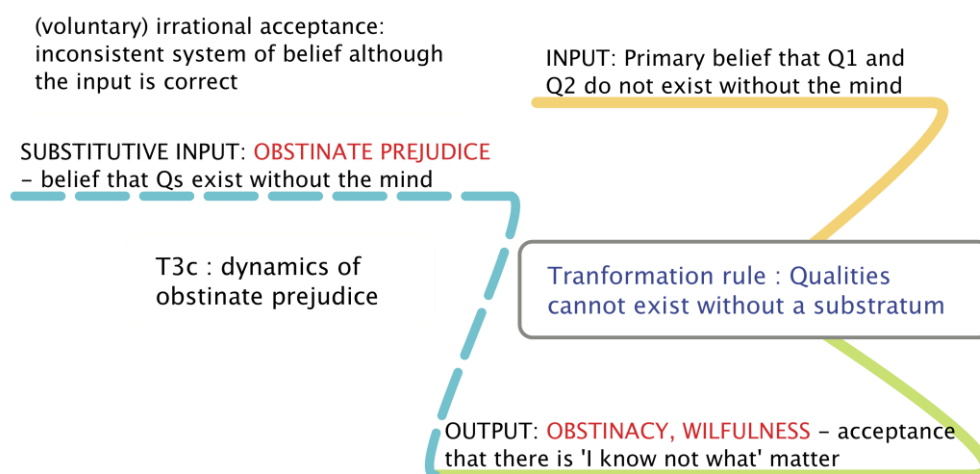 (voluntary) irrational acceptance:
inconsistent system of belief although
the input is correct
INPUT: Primary belief that Q1 and
Q2 do not exist without the mind
SUBSTITUTIVE INPUT: OBSTINATE PREJUDICE
– belief that Qs exist without the mind
T3c : dynamics of
obstinate prejudice
Tranformation rule : Qualities
cannot exist without a substratum
OUTPUT: OBSTINACY, WILFULNESS – acceptance
that there is 'I know not what' matter